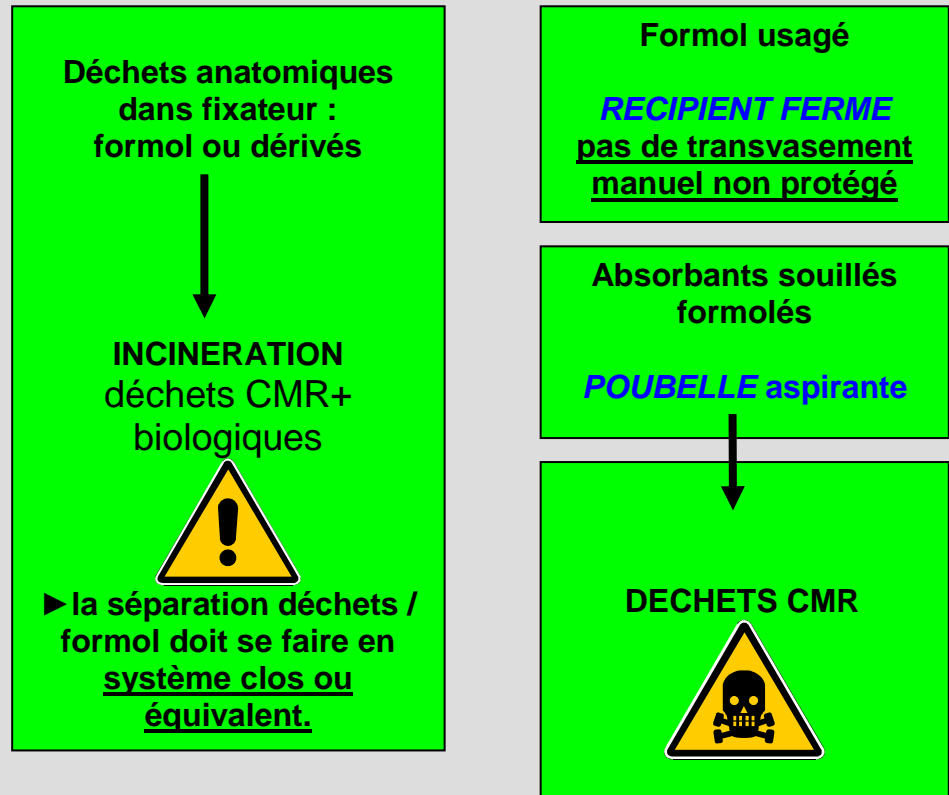 Déchets anatomiques
dans fixateur :
formol ou dérivés
INCINERATION
déchets CMR+
biologiques
►la séparation déchets /
formol doit se faire en
système clos ou
équivalent.
Formol usagé
RECIPIENT FERME
pas de transvasement
manuel non protégé
Absorbants souillés
formolés
POUBELLE aspirante
DECHETS CMR